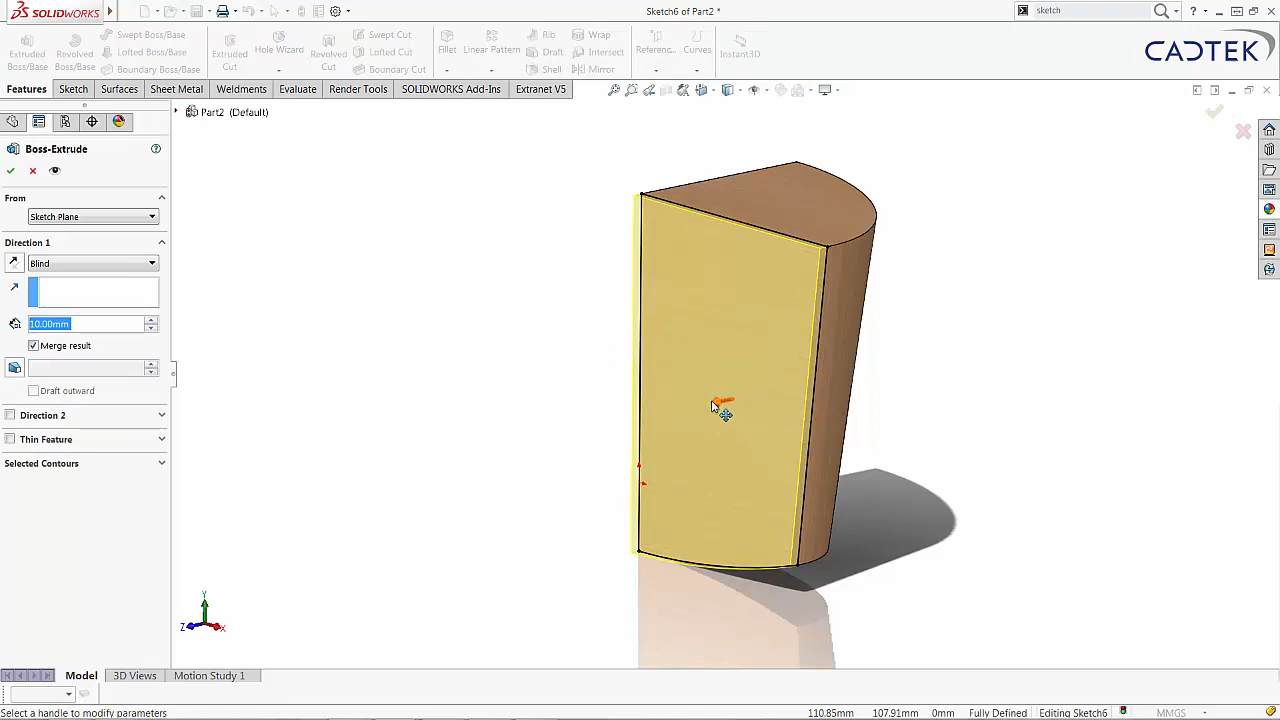 SOLIDWORKS
Sketch6 of Part2 *
sketch
CADTEK
Extruded Boss/Base
Revolved Boss/Base
Swept Boss/Base
Lofted Boss/Base
Boundary Boss/Base
Extruded Cut
Hole Wizard
Revolved Cut
Swept Cut
Lofted Cut
Boundary Cut
Fillet
Linear Pattern
Rib
Draft
Shell
Wrap
Intersect
Mirror
Referenc...
Curves
Instant3D
Features
Sketch
Surfaces
Sheet Metal
Weldments
Evaluate
Render Tools
SOLIDWORKS Add-Ins
Extranet V5
Part2 (Default)
Boss-Extrude
From
Sketch Plane
Direction 1
Blind
10.00mm
Merge result
Draft outward
Direction 2
Thin Feature
Selected Contours
Y
Z
X
Model
3D Views
Motion Study 1
Select a handle to modify parameters
110.85mm 107.91mm 0mm Fully Defined Editing Sketch6 MMGS